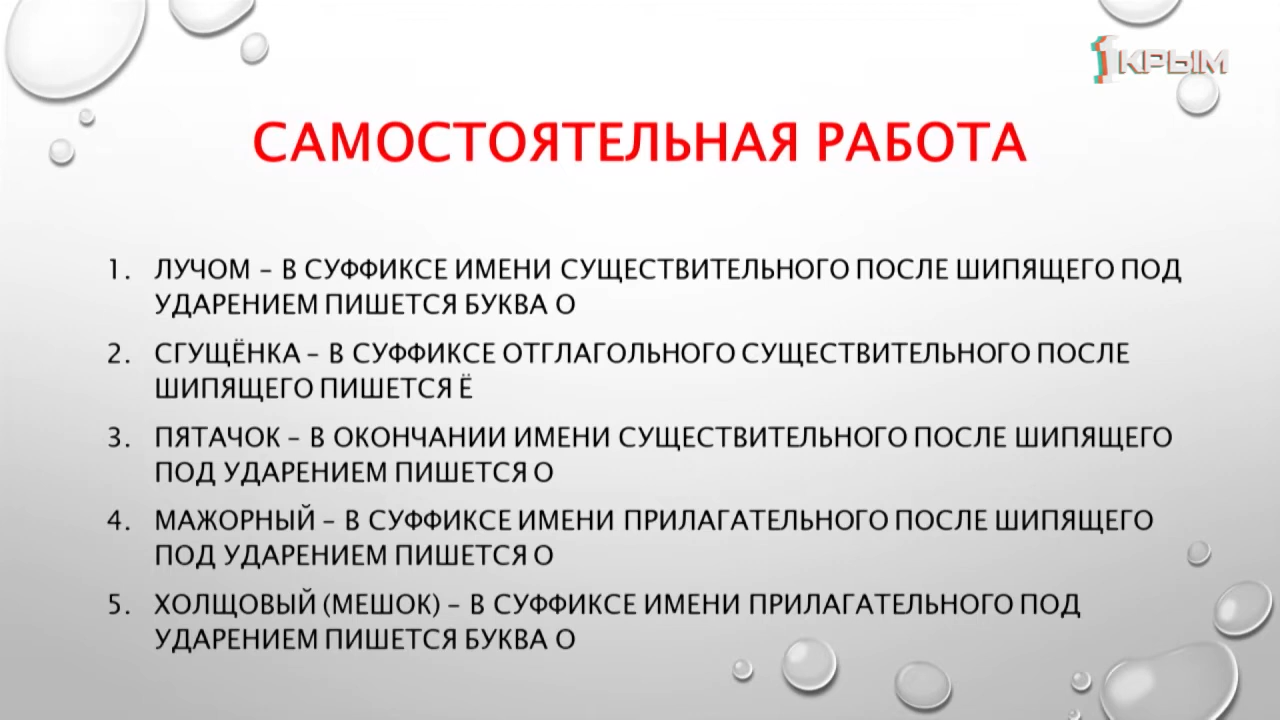 1КРЫМ
САМОСТОЯТЕЛЬНАЯ РАБОТА
1. ЛУЧОМ – В СУФФИКСЕ ИМЕНИ СУЩЕСТВИТЕЛЬНОГО ПОСЛЕ ШИПЯЩЕГО ПОД
УДАРЕНИЕМ ПИШЕТСЯ БУКВА О
2. СГУЩЁНКА – В СУФФИКСЕ ОТГЛАГОЛЬНОГО СУЩЕСТВИТЕЛЬНОГО ПОСЛЕ
ШИПЯЩЕГО ПИШЕТСЯ Ё
3. ПЯТАЧОК – В ОКОНЧАНИИ ИМЕНИ СУЩЕСТВИТЕЛЬНОГО ПОСЛЕ ШИПЯЩЕГО
ПОД УДАРЕНИЕМ ПИШЕТСЯ О
4. МАЖОРНЫЙ – В СУФФИКСЕ ИМЕНИ ПРИЛАГАТЕЛЬНОГО ПОСЛЕ ШИПЯЩЕГО
ПОД УДАРЕНИЕМ ПИШЕТСЯ О
5. ХОЛЩОВЫЙ (МЕШОК) – В СУФФИКСЕ ИМЕНИ ПРИЛАГАТЕЛЬНОГО ПОД
УДАРЕНИЕМ ПИШЕТСЯ БУКВА О